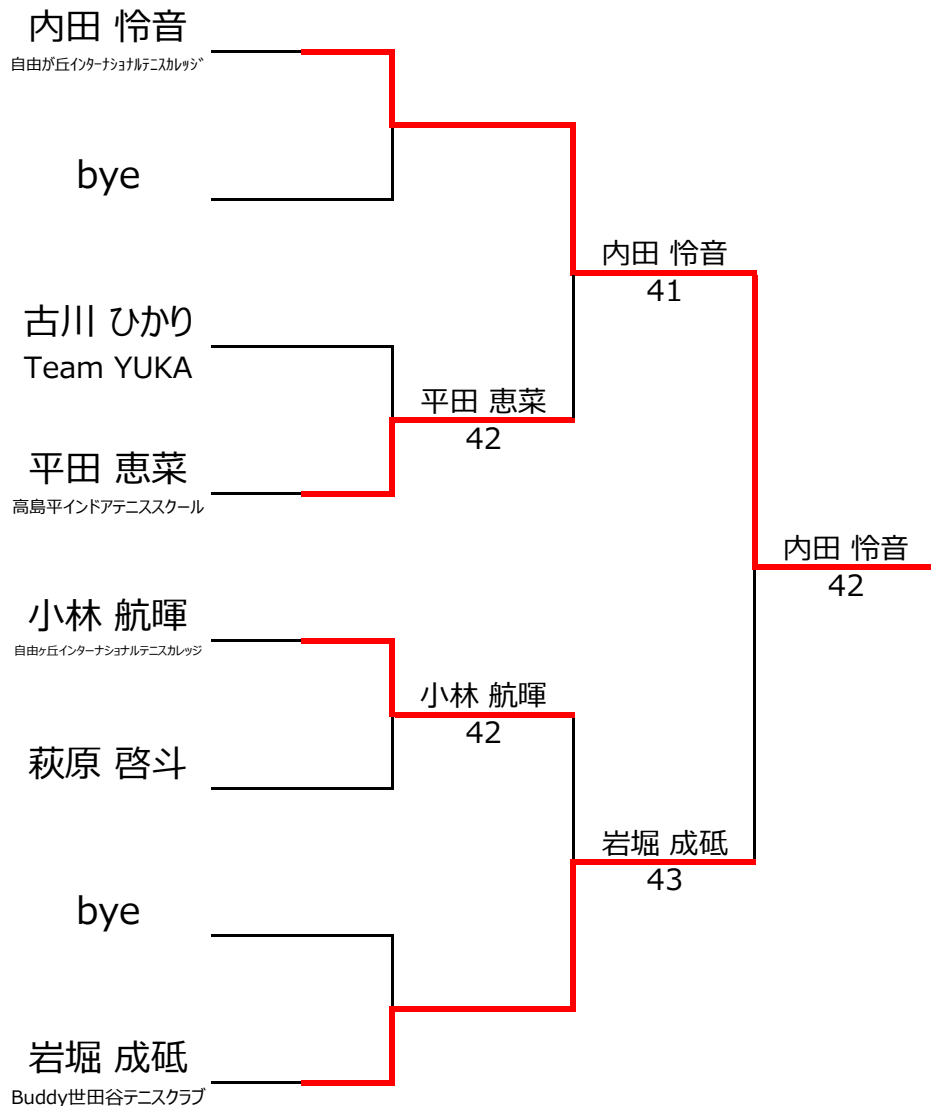 内田 怜音
自由が丘ｲﾝﾀｰﾅｼｮﾅﾙﾃﾆｽｶﾚｯｼﾞ
bye
内田 怜音
41
古川 ひかり
Team YUKA
平田 恵菜
42
平田 恵菜
高島平インドアテニススクール
内田 怜音
42
小林 航暉
自由ヶ丘インターナショナルテニスカレッジ
小林 航暉
42
萩原 啓斗
岩堀 成砥
43
bye
岩堀 成砥
Buddy世田谷テニスクラブ